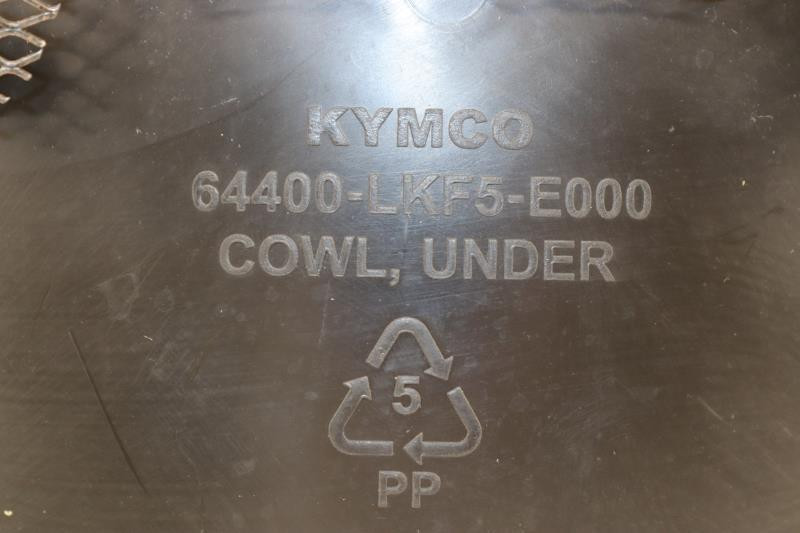 KYMCO
64400-LKF5-E000
COWL, UNDER
5
PP